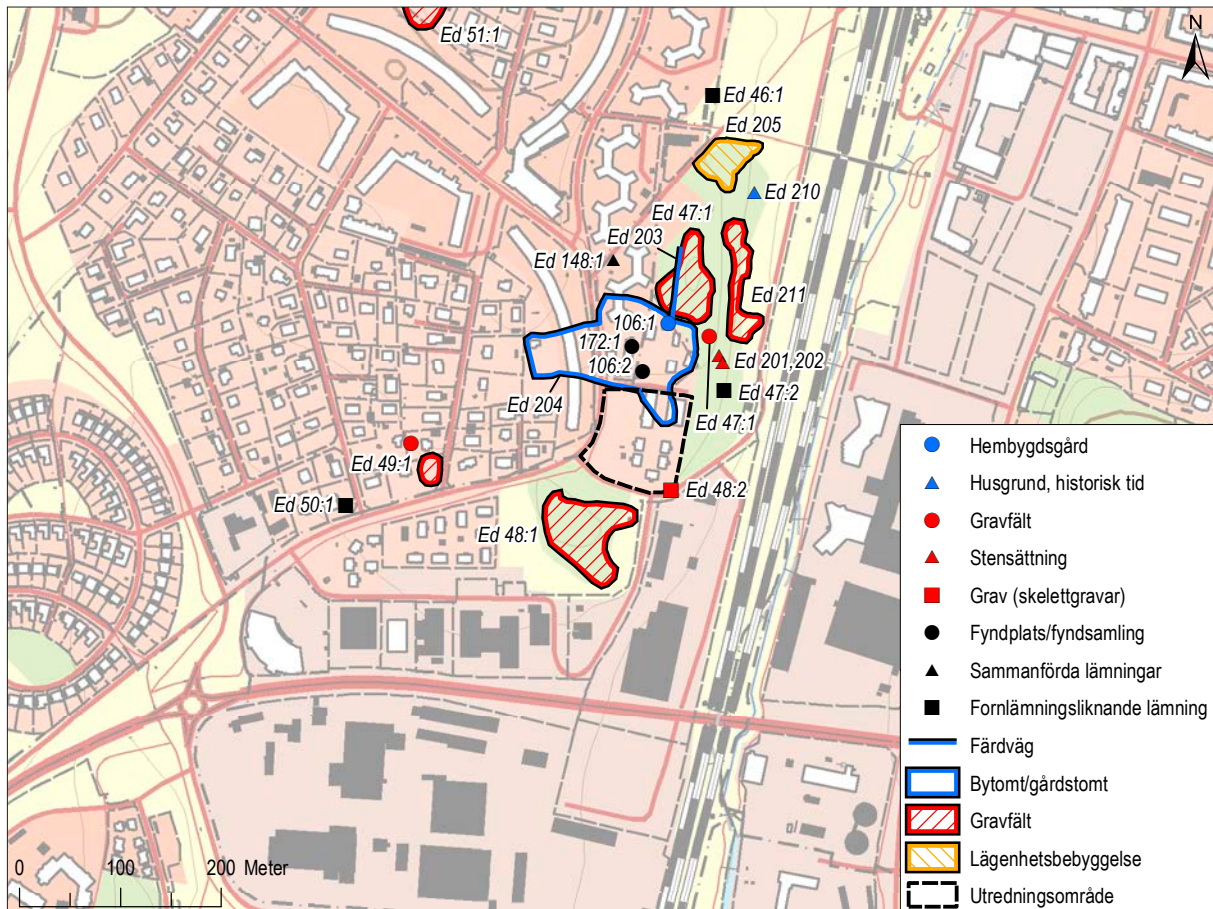 Ed 51:1
N
Ed 46:1
Ed 205
Ed 210
Ed 47:1
Ed 203
Ed 148:1
Ed 211
106:1
172:1
106:2
Ed 201,202
Ed 204
Ed 47:2
Ed 47:1
Ed 49:1
Ed 50:1
Ed 48:2
Ed 48:1
Hembygdsgård
Husgrund, historisk tid
Gravfält
Stensättning
Grav (skelettgravar)
Fyndplats/fyndsamling
Sammanförda lämningar
Fornlämningsliknande lämning
Färdväg
Bytomt/gårdstomt
Gravfält
Lägenhetsbebyggelse
Utredningsområde
0 100 200 Meter